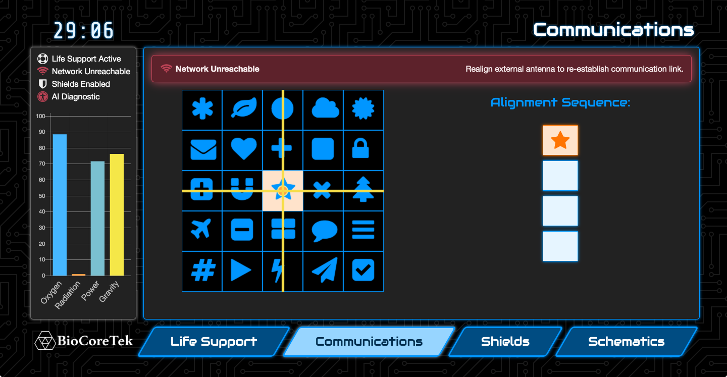 29:06
Communications
Life Support Active
Network Unreachable
Shields Enabled
AI Diagnostic
100
90
80
70
60
50
40
30
20
10
0
Oxygen
Radiation
Power
Gravity
Network Unreachable
Realign external antenna to re-establish communication link.
Alignment Sequence:
BioCoreTek
Life Support
Communications
Shields
Schematics